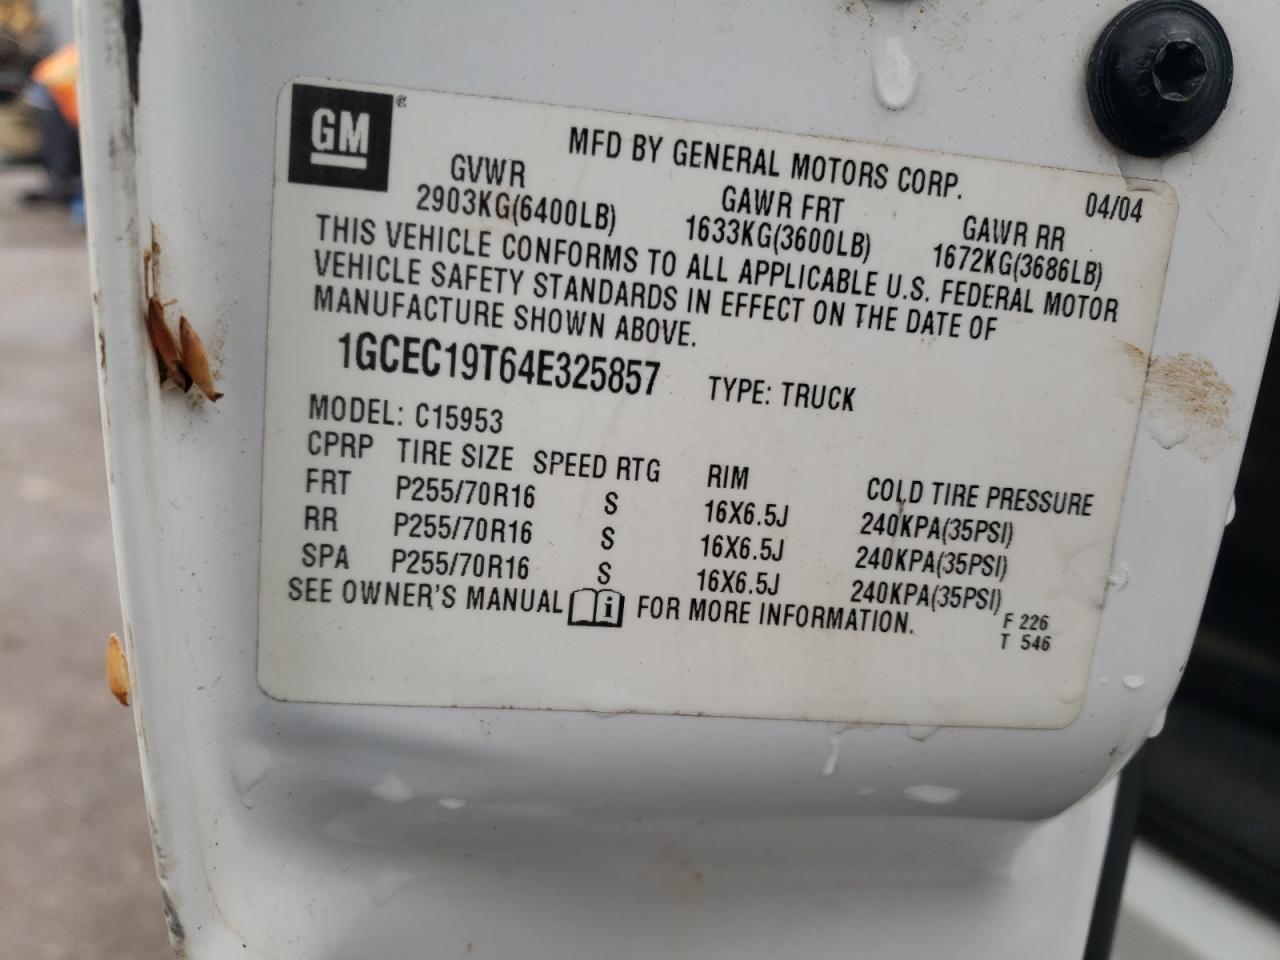 GM®
MFD BY GENERAL MOTORS CORP.
04/04
GVWR GAWR FRT GAWR RR
2903KG(6400LB) 1633KG(3600LB) 1672KG(3686LB)
THIS VEHICLE CONFORMS TO ALL APPLICABLE U.S. FEDERAL MOTOR
VEHICLE SAFETY STANDARDS IN EFFECT ON THE DATE OF
MANUFACTURE SHOWN ABOVE.
1GCEC19T64E325857 TYPE: TRUCK
MODEL: C15953
CPRP TIRE SIZE SPEED RTG RIM COLD TIRE PRESSURE
FRT P255/70R16 S 16X6.5J 240KPA(35PSI)
RR P255/70R16 S 16X6.5J 240KPA(35PSI)
SPA P255/70R16 S 16X6.5J 240KPA(35PSI)
SEE OWNER'S MANUAL i FOR MORE INFORMATION.
F 226
T 546